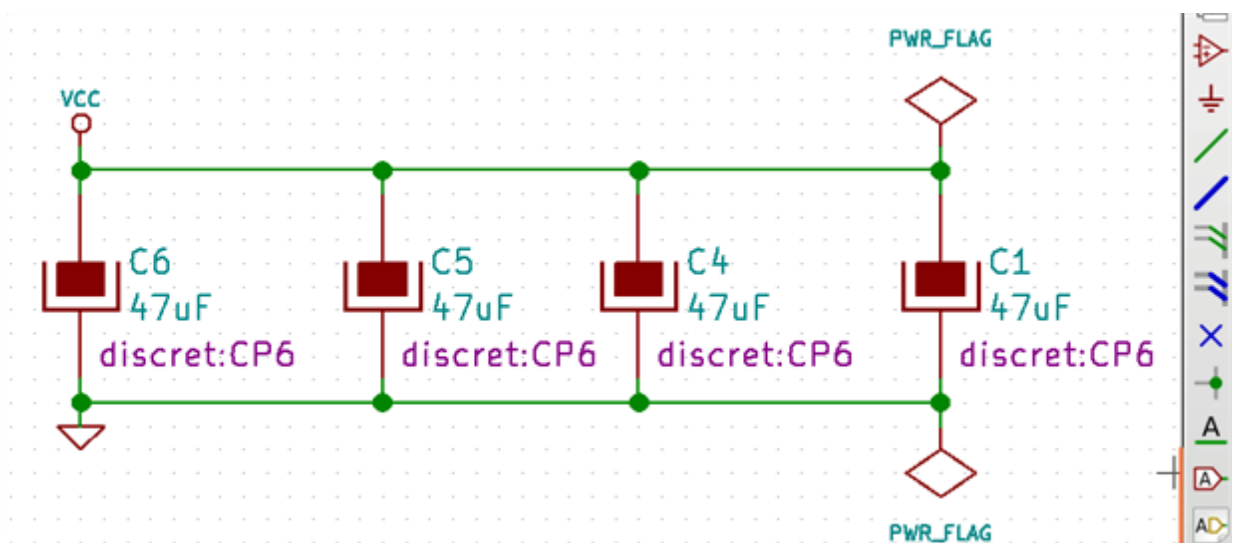 PWR_FLAG
VCC
C6
47uF
discret:CP6
C5
47uF
discret:CP6
C4
47uF
discret:CP6
C1
47uF
discret:CP6
PWR_FLAG
A
A
AD